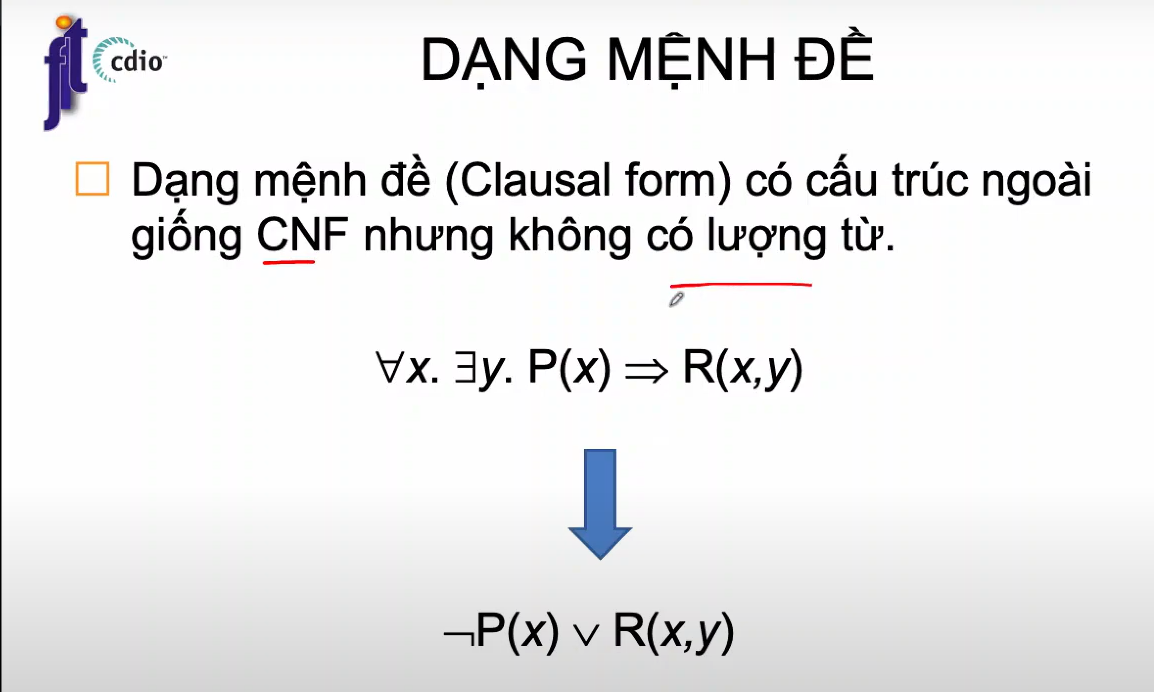 fit cdio
DẠNG MỆNH ĐỀ
Dạng mệnh đề (Clausal form) có cấu trúc ngoài
giống CNF nhưng không có lượng từ.
∀x. ∃y. P(x) ⇒ R(x,y)
¬P(x) ∨ R(x,y)